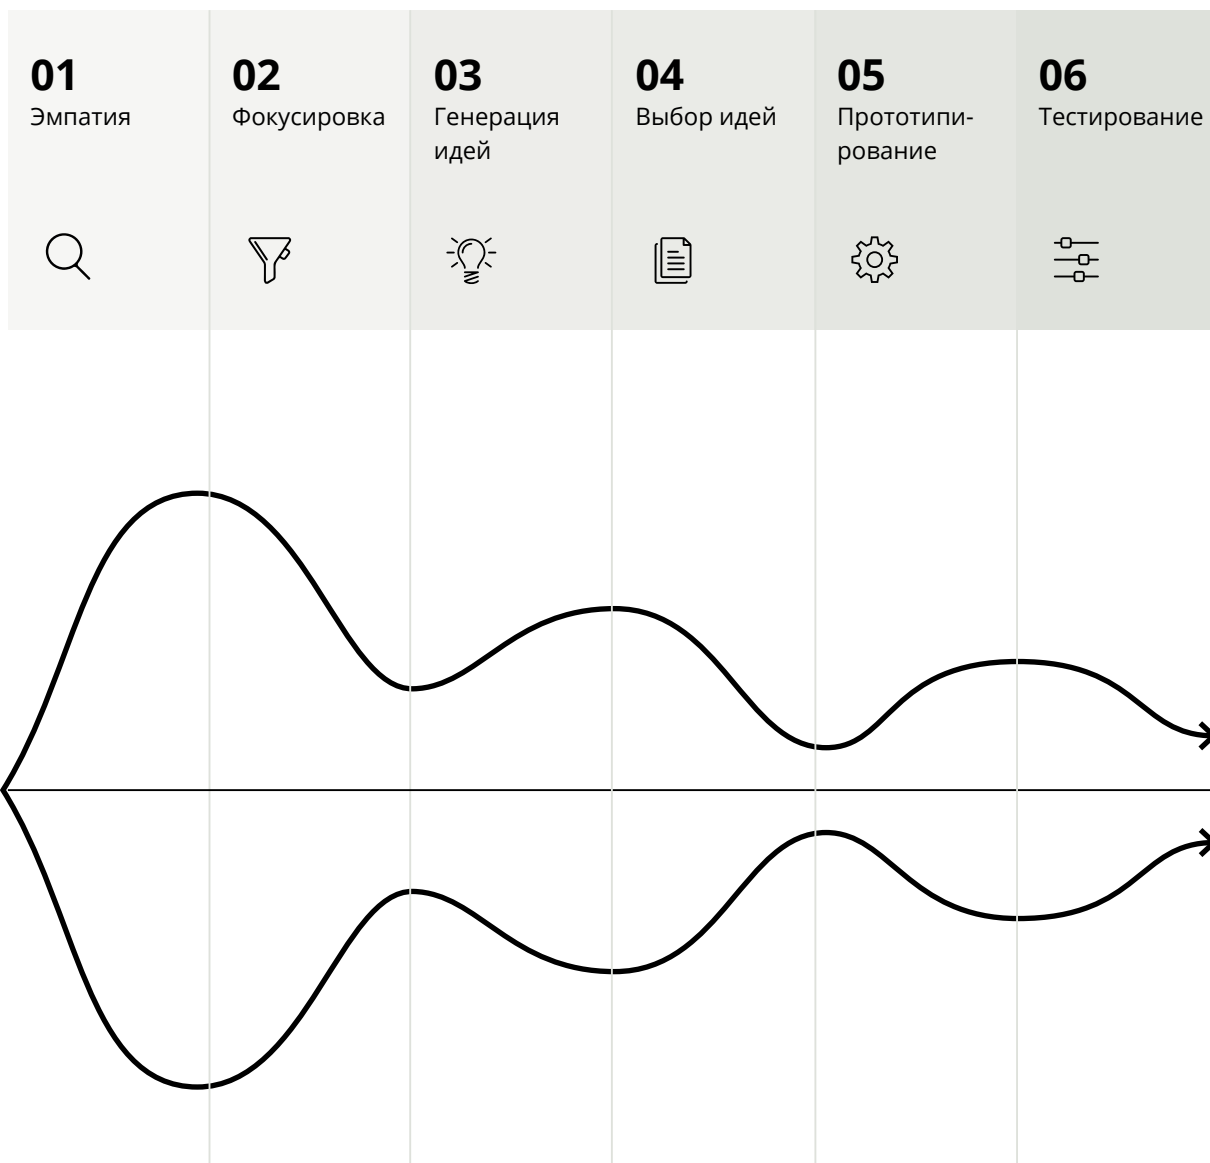 01
Эмпатия
02
Фокусировка
03
Генерация
идей
04
Выбор идей
05
Прототипи-
рование
06
Тестирование